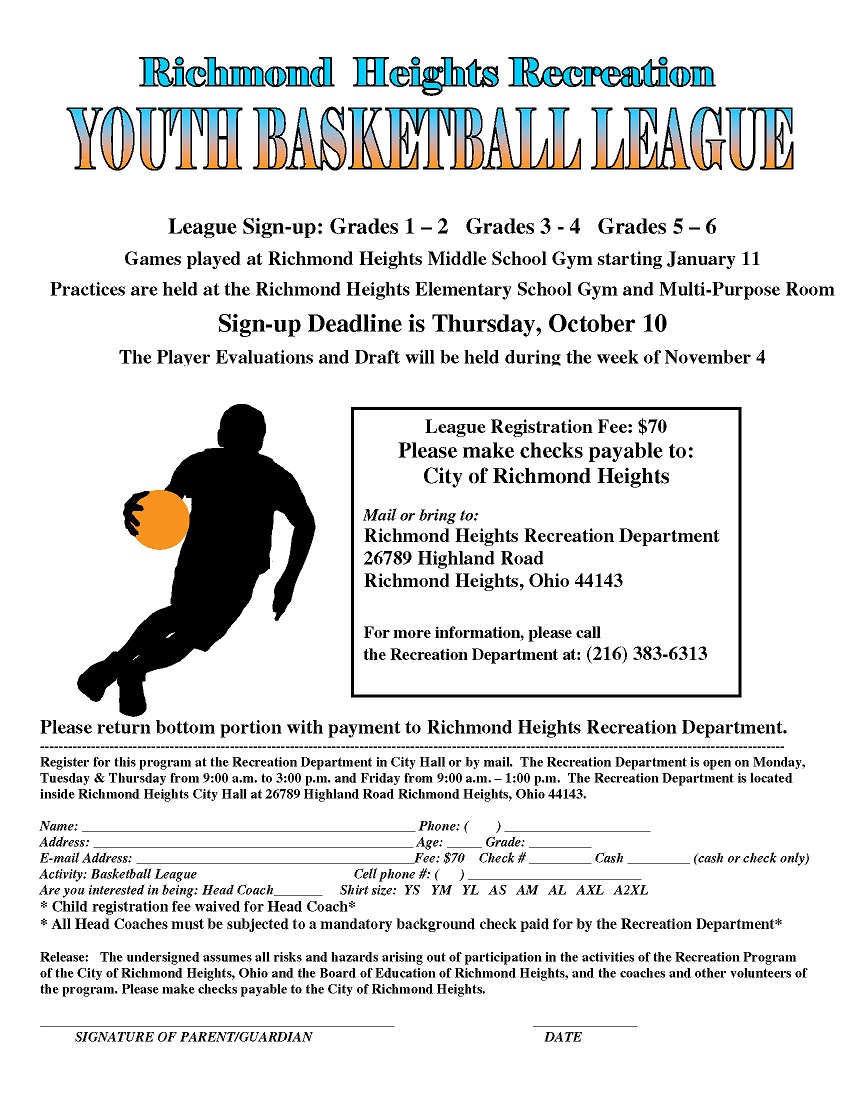 Richmond Heights Recreation
YOUTH BASKETBALL LEAGUE
League Sign-up: Grades 1 – 2 Grades 3 - 4 Grades 5 – 6
Games played at Richmond Heights Middle School Gym starting January 11
Practices are held at the Richmond Heights Elementary School Gym and Multi-Purpose Room
Sign-up Deadline is Thursday, October 10
The Player Evaluations and Draft will be held during the week of November 4
League Registration Fee: $70
Please make checks payable to:
City of Richmond Heights
Mail or bring to:
Richmond Heights Recreation Department
26789 Highland Road
Richmond Heights, Ohio 44143
For more information, please call
the Recreation Department at: (216) 383-6313
Please return bottom portion with payment to Richmond Heights Recreation Department.
Register for this program at the Recreation Department in City Hall or by mail. The Recreation Department is open on Monday,
Tuesday & Thursday from 9:00 a.m. to 3:00 p.m. and Friday from 9:00 a.m. – 1:00 p.m. The Recreation Department is located
inside Richmond Heights City Hall at 26789 Highland Road Richmond Heights, Ohio 44143.
Name: ______________ Phone: ( ) ______________
Address: ______________ Age: _____ Grade: _________
E-mail Address: ______________Fee: $70 Check # _________ Cash _________ (cash or check only)
Activity: Basketball League Cell phone #: ( ) ______________
Are you interested in being: Head Coach_______ Shirt size: YS YM YL AS AM AL AXL A2XL
* Child registration fee waived for Head Coach*
* All Head Coaches must be subjected to a mandatory background check paid for by the Recreation Department*
Release: The undersigned assumes all risks and hazards arising out of participation in the activities of the Recreation Program
of the City of Richmond Heights, Ohio and the Board of Education of Richmond Heights, and the coaches and other volunteers of
the program. Please make checks payable to the City of Richmond Heights.
SIGNATURE OF PARENT/GUARDIAN DATE